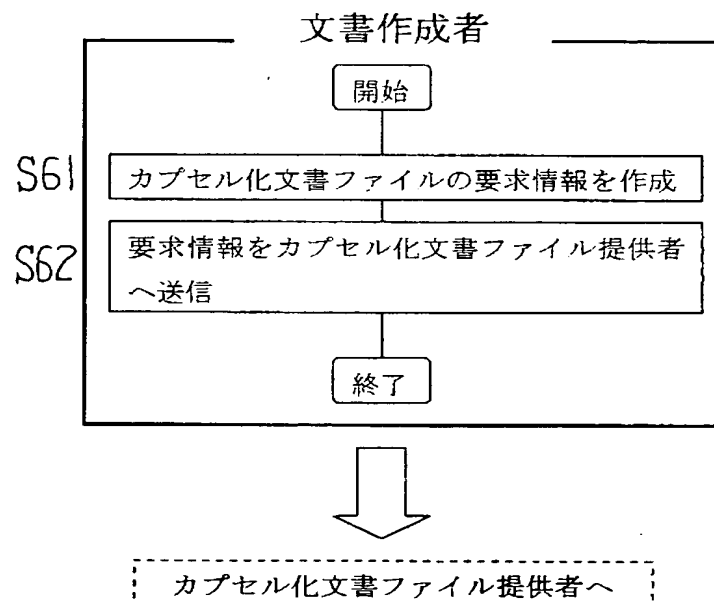 文書作成者
開始
S61
カプセル化文書ファイルの要求情報を作成
S62
要求情報をカプセル化文書ファイル提供者
へ送信
終了
カプセル化文書ファイル提供者へ